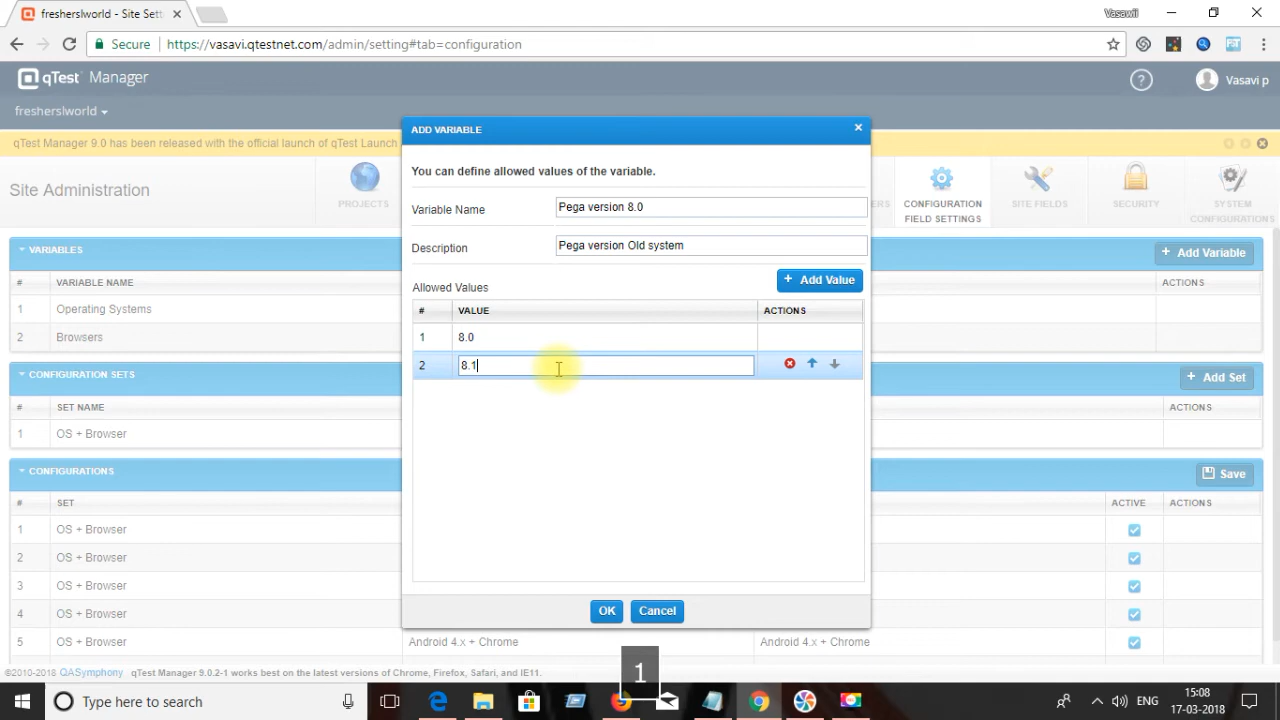 freshersIworld - Site Sett
Vasawii
Secure
https://vasavi.qtestnet.com/admin/setting#tab=configuration
qTest Manager
? Vasavi p
freshersIworld
qTest Manager 9.0 has been released with the official launch of qTest Launch
Site Administration
PROJECTS
ERS
CONFIGURATION
FIELD SETTINGS
SITE FIELDS
SECURITY
SYSTEM
CONFIGURATIONS
ADD VARIABLE
You can define allowed values of the variable.
Variable Name Pega version 8.0
Description Pega version Old system
+ Add Value
Allowed Values
# VALUE ACTIONS
1 8.0
2 8.1
OK Cancel
VARIABLES + Add Variable
# VARIABLE NAME ACTIONS
1 Operating Systems
2 Browsers
CONFIGURATION SETS + Add Set
# SET NAME ACTIONS
1 OS + Browser
CONFIGURATIONS Save
# SET ACTIVE ACTIONS
1 OS + Browser
2 OS + Browser
3 OS + Browser
4 OS + Browser
5 OS + Browser Android 4.x + Chrome Android 4.x + Chrome
1
©2010-2018 QASymphony qTest Manager 9.0.2-1 works best on the latest versions of Chrome, Firefox, Safari, and IE11.
Type here to search
ENG
15:08
17-03-2018